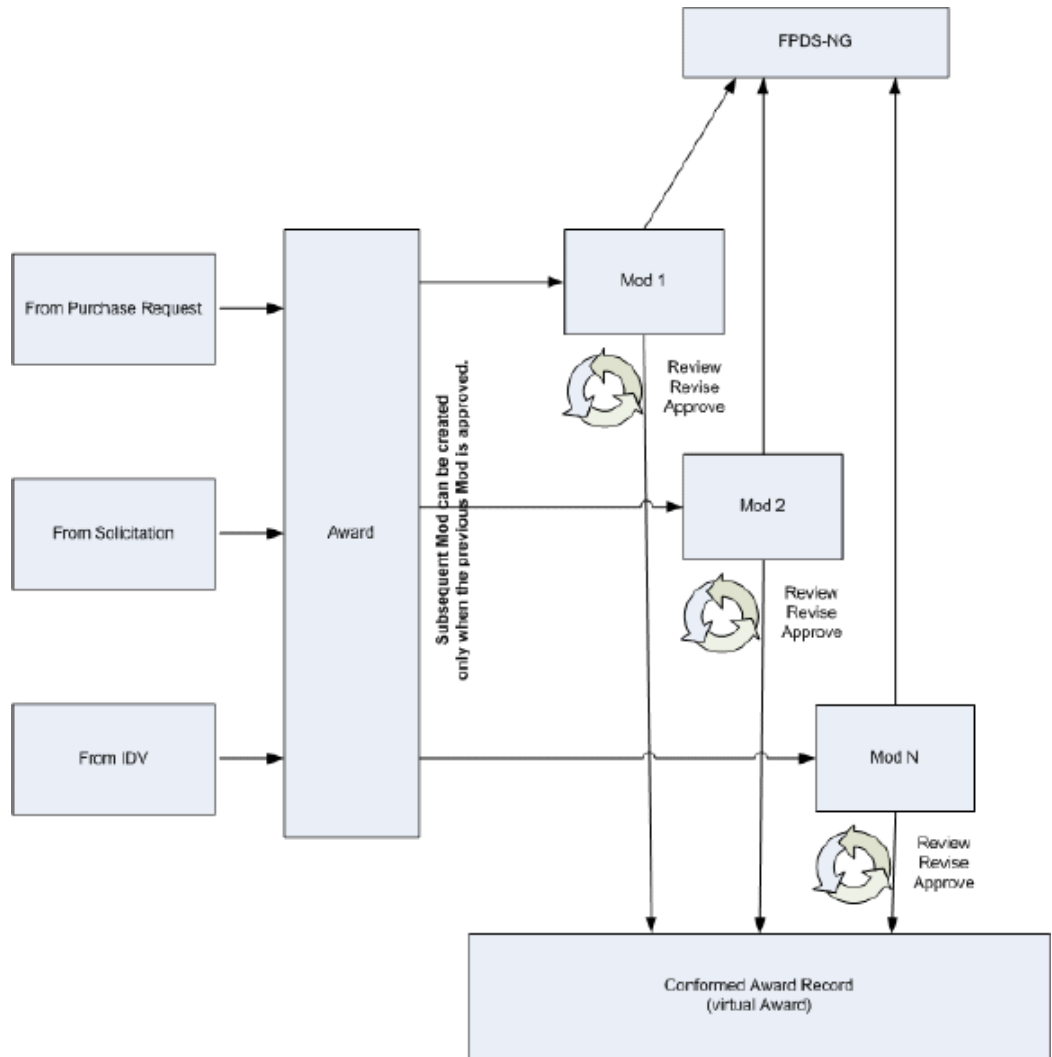 FPDS-NG
From Purchase Request
Mod 1
Review
Revise
Approve
Subsequent Mod can be created
only when the previous Mod is approved.
From Solicitation
Award
Mod 2
Review
Revise
Approve
From IDV
Mod N
Review
Revise
Approve
Conformed Award Record
(virtual Award)